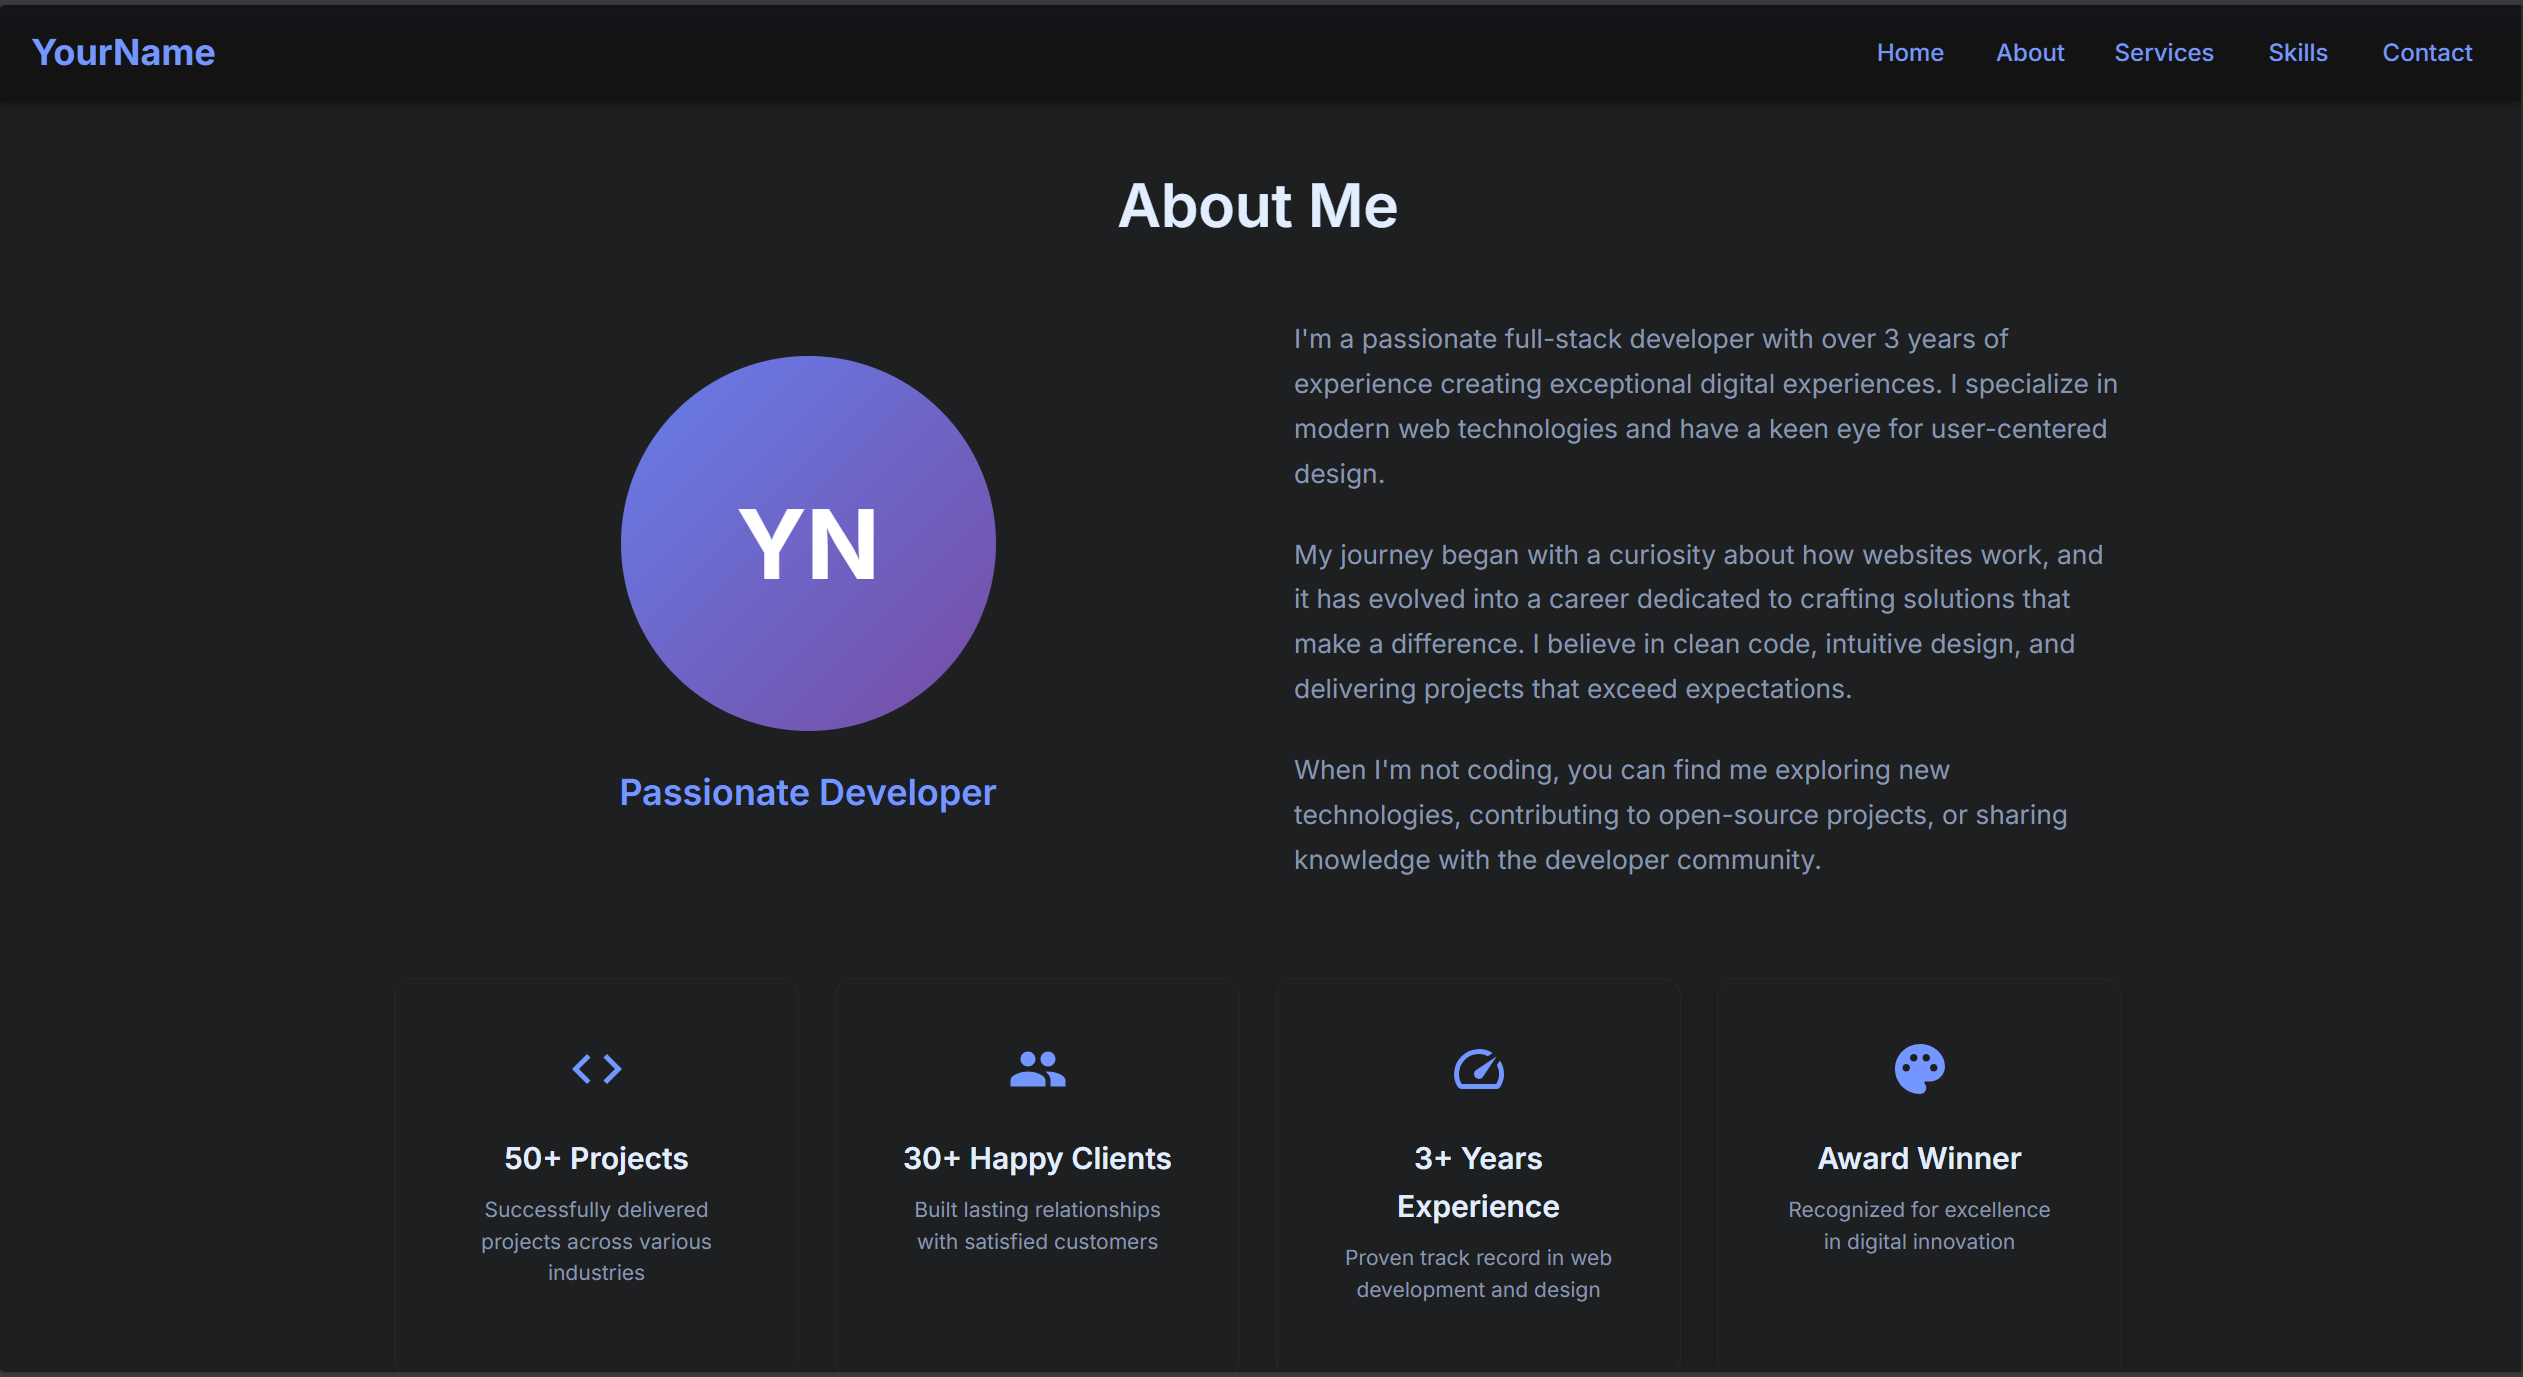 YourName
Home About Services Skills Contact
About Me
YN
Passionate Developer
I'm a passionate full-stack developer with over 3 years of
experience creating exceptional digital experiences. I specialize in
modern web technologies and have a keen eye for user-centered
design.
My journey began with a curiosity about how websites work, and
it has evolved into a career dedicated to crafting solutions that
make a difference. I believe in clean code, intuitive design, and
delivering projects that exceed expectations.
When I'm not coding, you can find me exploring new
technologies, contributing to open-source projects, or sharing
knowledge with the developer community.
50+ Projects
Successfully delivered
projects across various
industries
30+ Happy Clients
Built lasting relationships
with satisfied customers
3+ Years
Experience
Proven track record in web
development and design
Award Winner
Recognized for excellence
in digital innovation